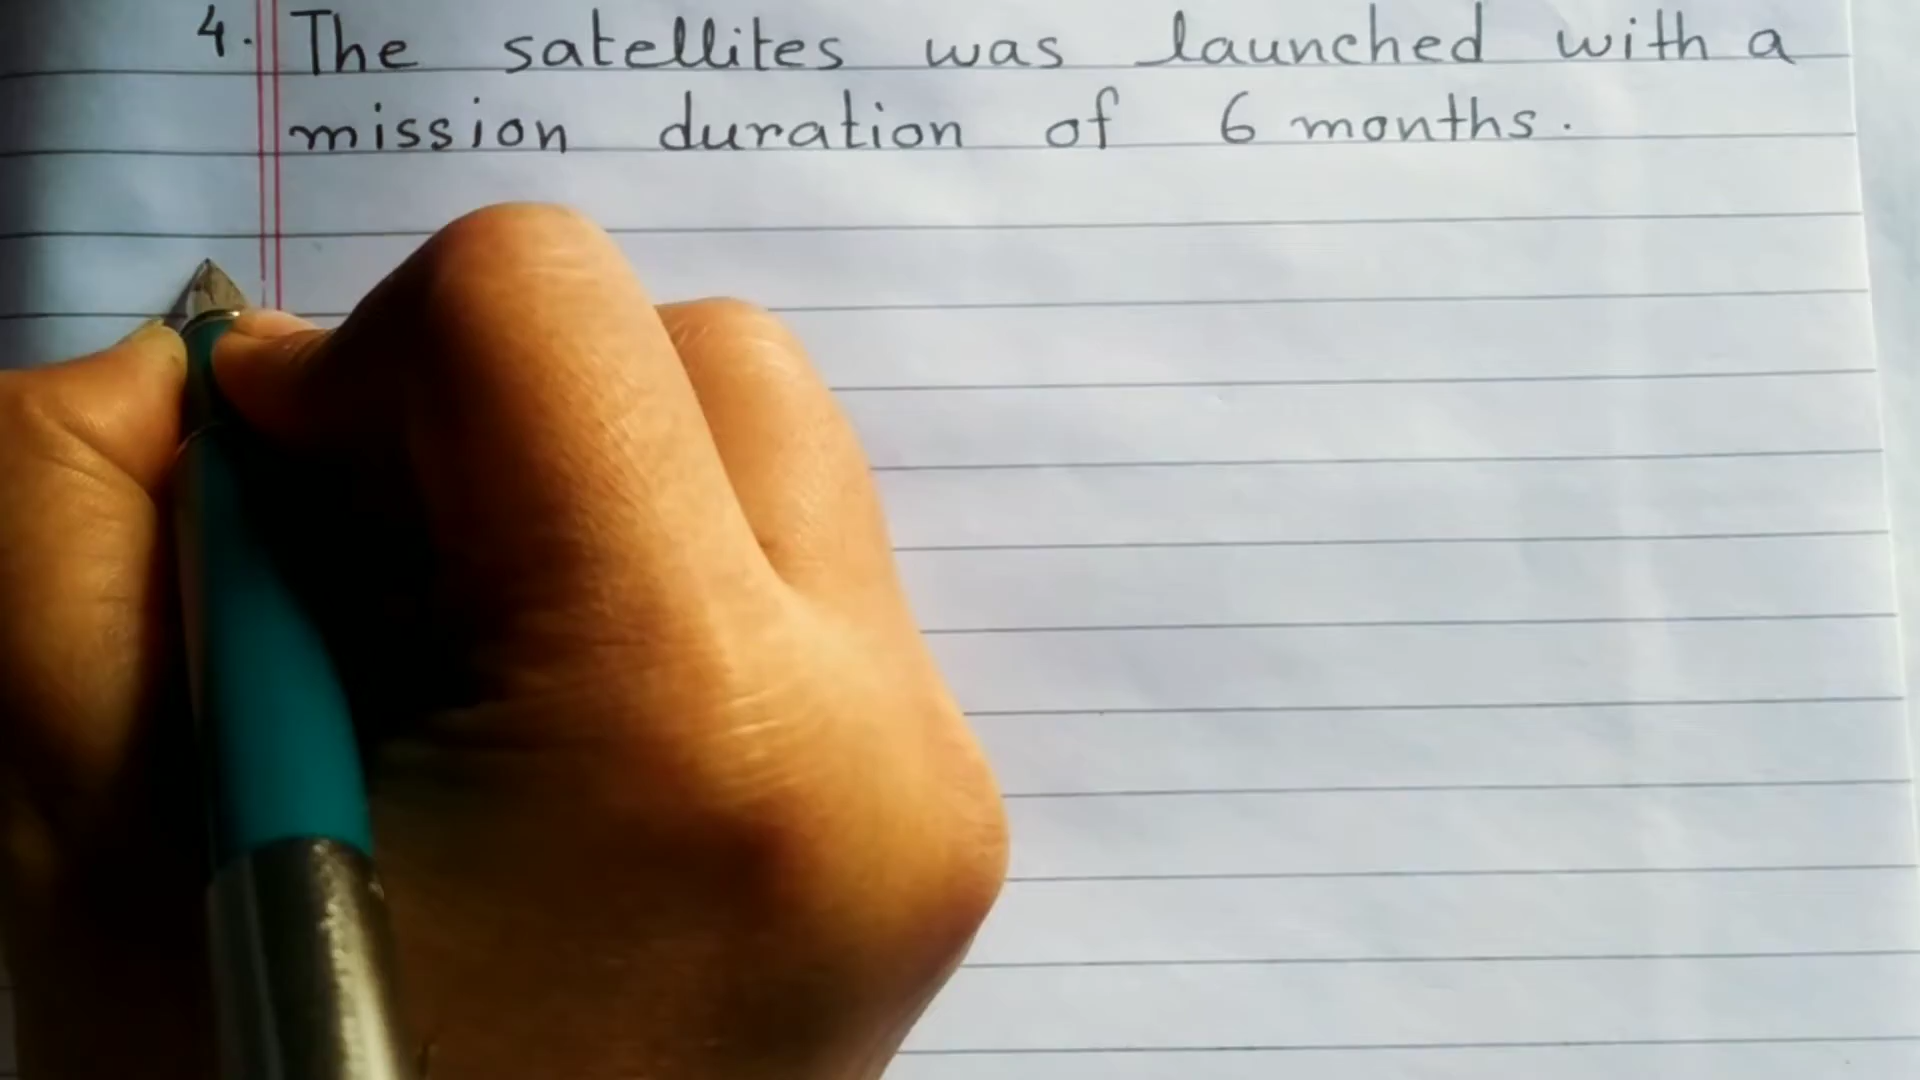 4. The satellites was launched with a
mission duration of 6 months.